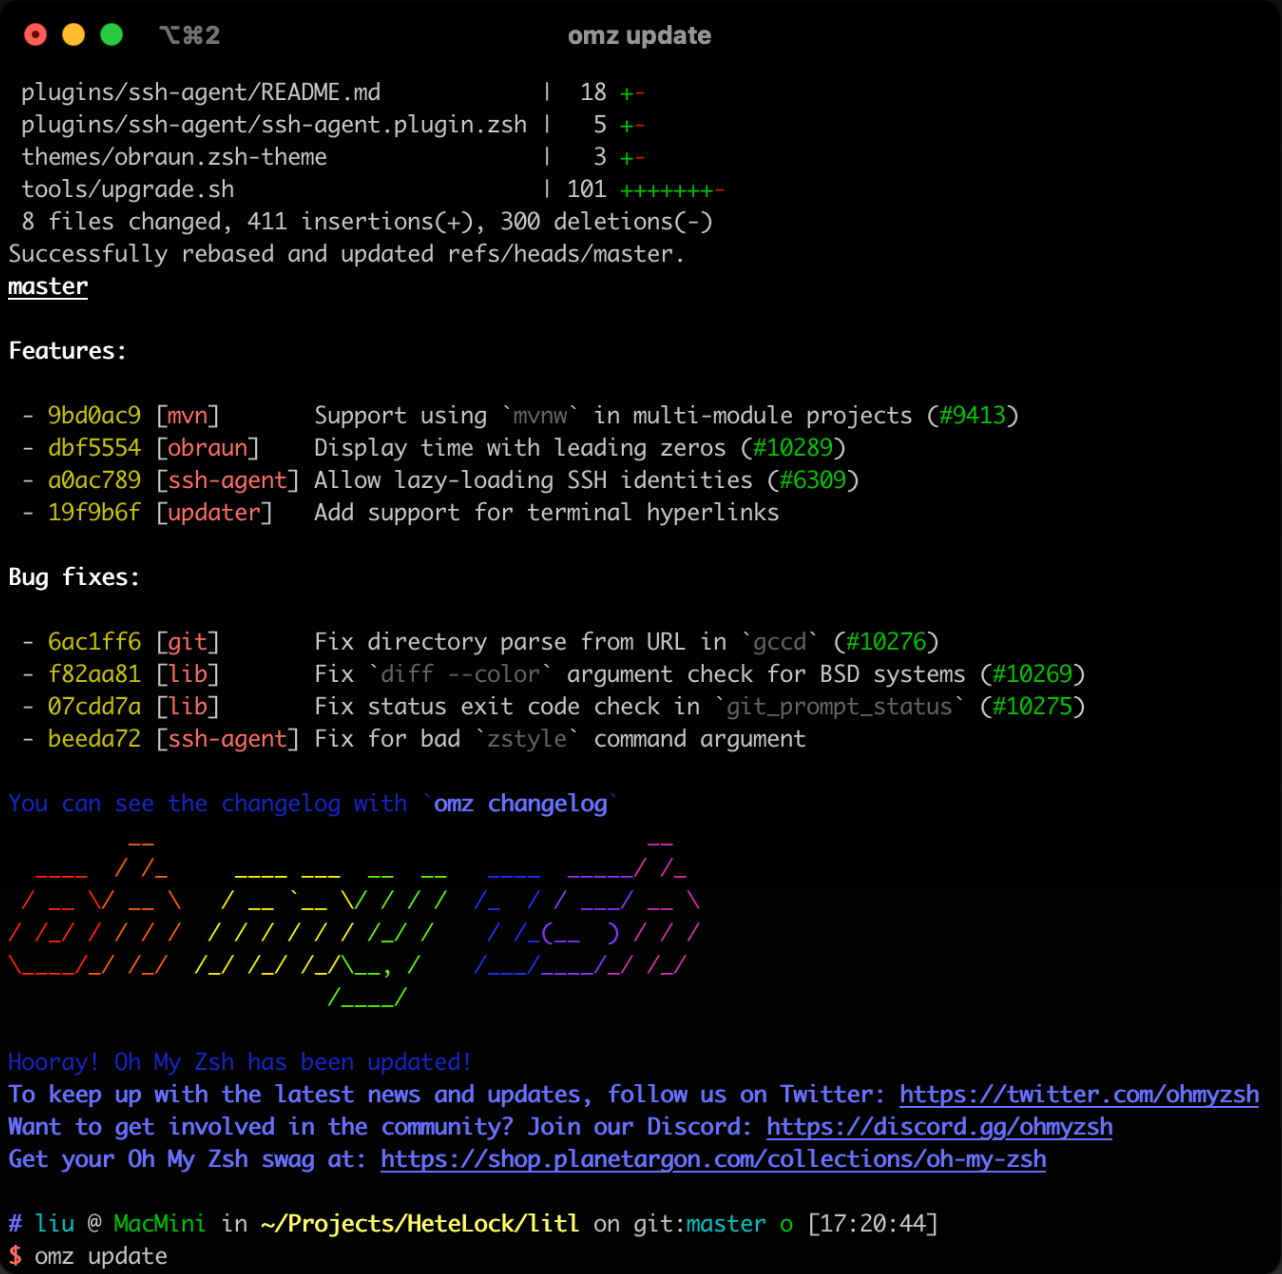 ⌥⌘2 omz update
plugins/ssh-agent/README.md | 18 +-
plugins/ssh-agent/ssh-agent.plugin.zsh | 5 +-
themes/obraun.zsh-theme | 3 +-
tools/upgrade.sh | 101 +++++++-
8 files changed, 411 insertions(+), 300 deletions(-)
Successfully rebased and updated refs/heads/master.
master
Features:
- 9bd0ac9 [mvn] Support using `mvnw` in multi-module projects (#9413)
- dbf5554 [obraun] Display time with leading zeros (#10289)
- a0ac789 [ssh-agent] Allow lazy-loading SSH identities (#6309)
- 19f9b6f [updater] Add support for terminal hyperlinks
Bug fixes:
- 6ac1ff6 [git] Fix directory parse from URL in `gccd` (#10276)
- f82aa81 [lib] Fix `diff --color` argument check for BSD systems (#10269)
- 07cdd7a [lib] Fix status exit code check in `git_prompt_status` (#10275)
- beeda72 [ssh-agent] Fix for bad `zstyle` command argument
You can see the changelog with `omz changelog`
oh my zsh
Hooray! Oh My Zsh has been updated!
To keep up with the latest news and updates, follow us on Twitter: https://twitter.com/ohmyzsh
Want to get involved in the community? Join our Discord: https://discord.gg/ohmyzsh
Get your Oh My Zsh swag at: https://shop.planetargon.com/collections/oh-my-zsh
# liu @ MacMini in ~/Projects/HeteLock/litl on git:master o [17:20:44]
$ omz update